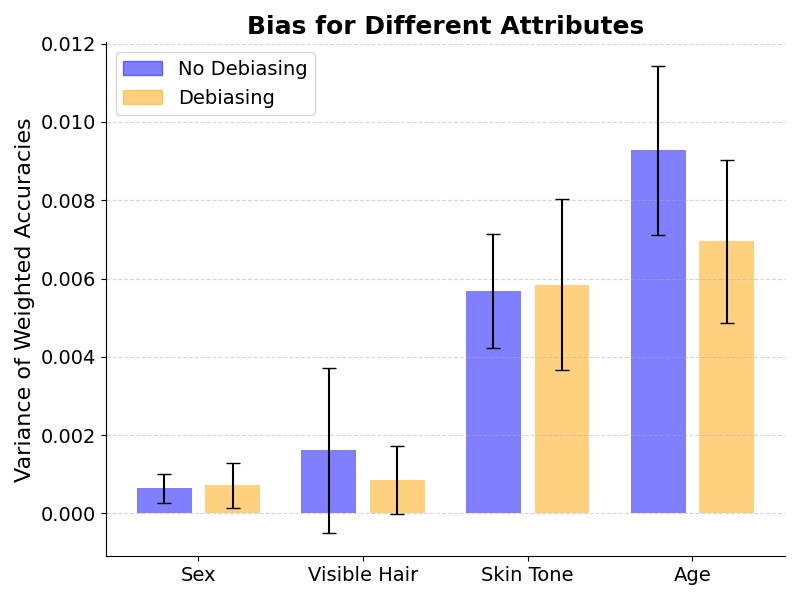 Bias for Different Attributes
No Debiasing
Debiasing
Variance of Weighted Accuracies
0.012
0.010
0.008
0.006
0.004
0.002
0.000
Sex
Visible Hair
Skin Tone
Age